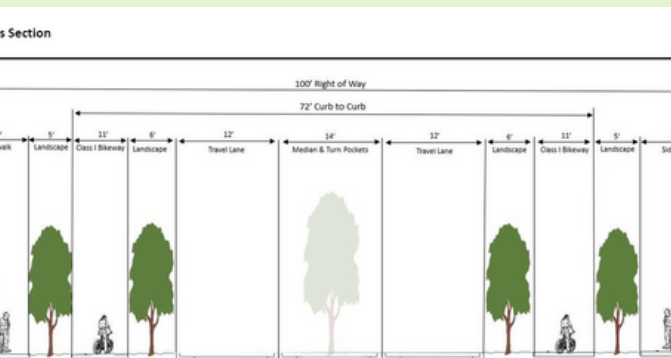 s Section
100' Right of Way
72' Curb to Curb
' 5' 11' 6' 12' 14' 12' 6' 11' 5'
alk Landscape Class I Bikeway Landscape Travel Lane Median & Turn Pockets Travel Lane Landscape Class I Bikeway Landscape Sid